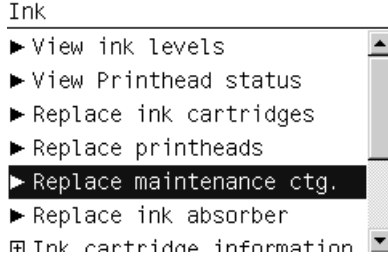 Ink
View ink levels
View Printhead status
Replace ink cartridges
Replace printheads
Replace maintenance ctg.
Replace ink absorber
Ink cartridge information